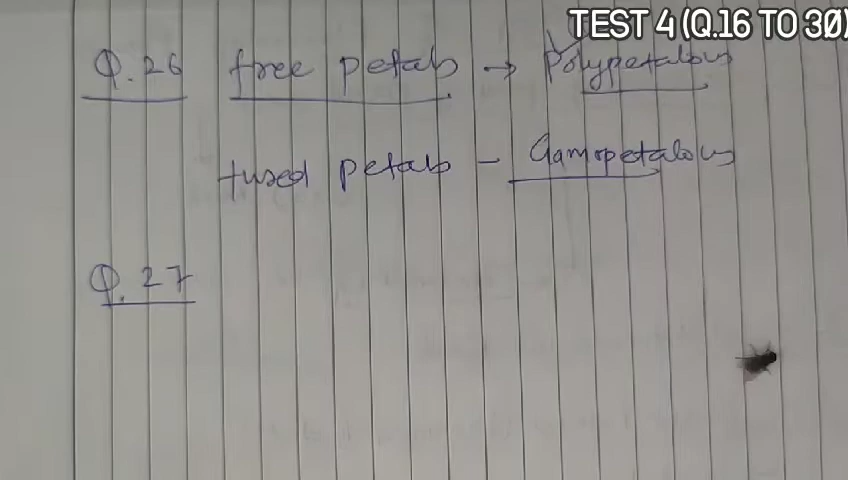 TEST 4 (Q.16 TO 30)
Q.26 free petals → Polypetalous
fused petals - Gamopetalous
Q.27